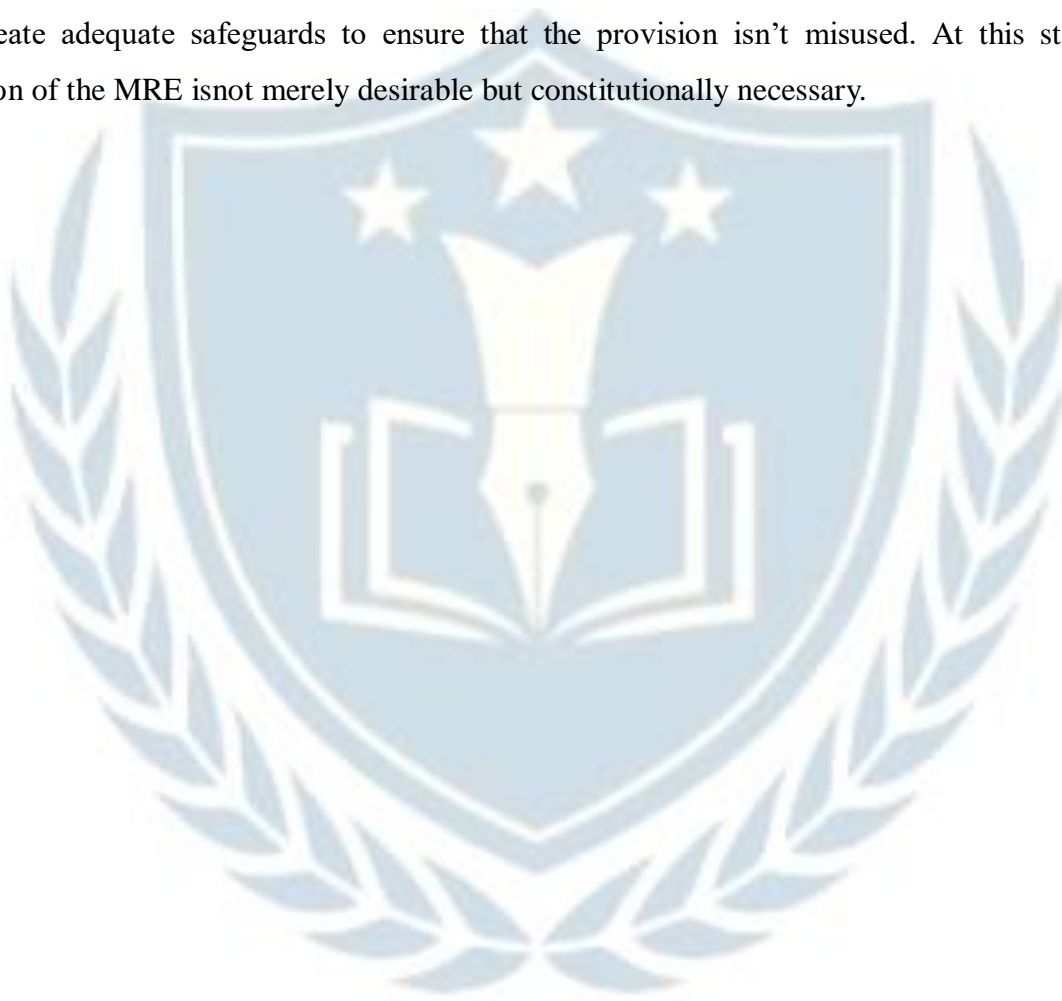 eate adequate safeguards to ensure that the provision isn’t misused. At this st
on of the MRE isnot merely desirable but constitutionally necessary.